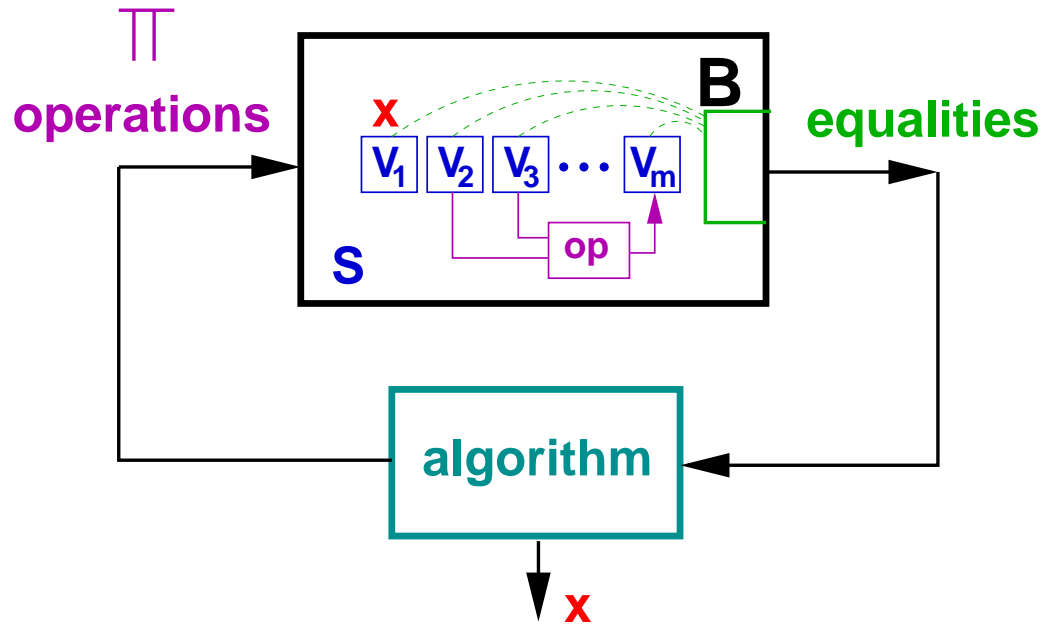 ∏
operations
B
equalities
x
V1 V2 V3 ••• Vm
op
S
algorithm
x